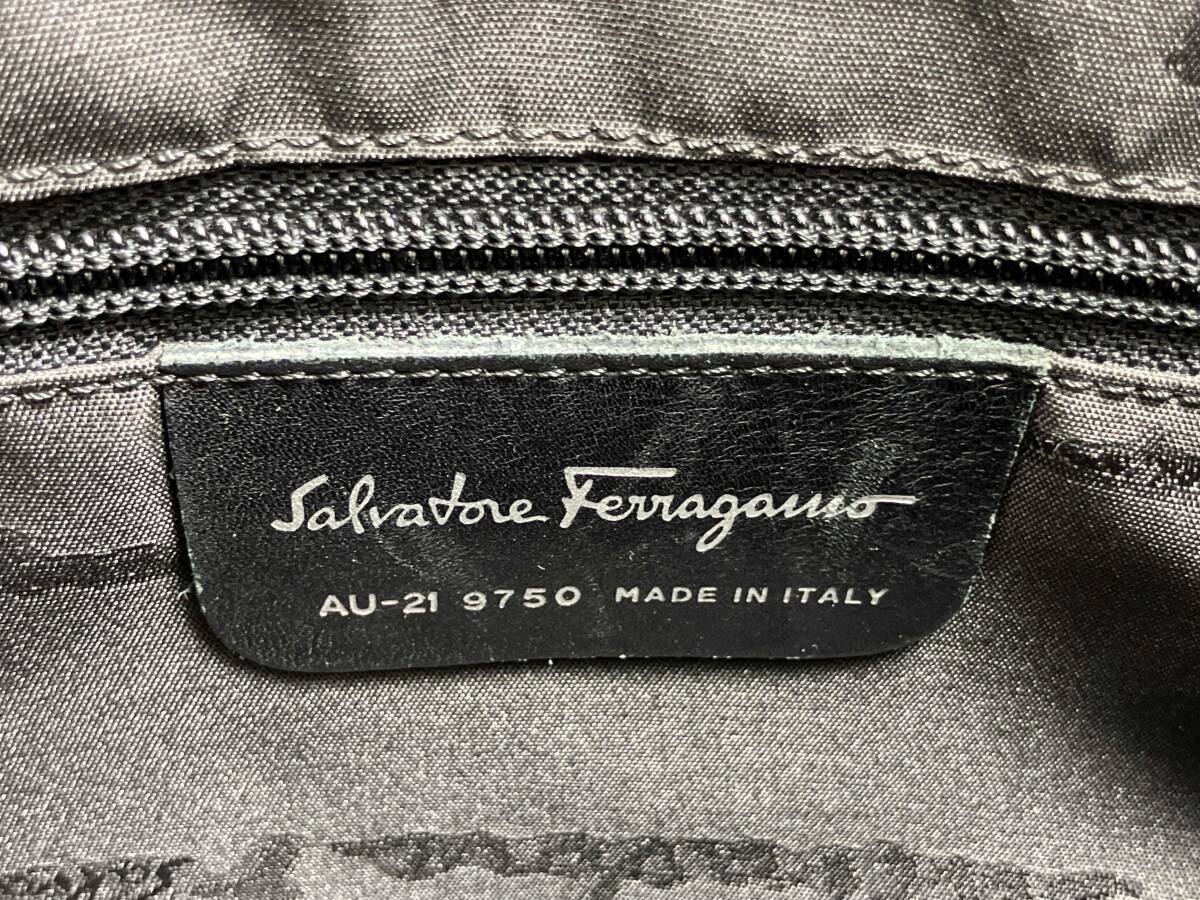 Salvatore Ferragamo
AU-21 9750 MADE IN ITALY